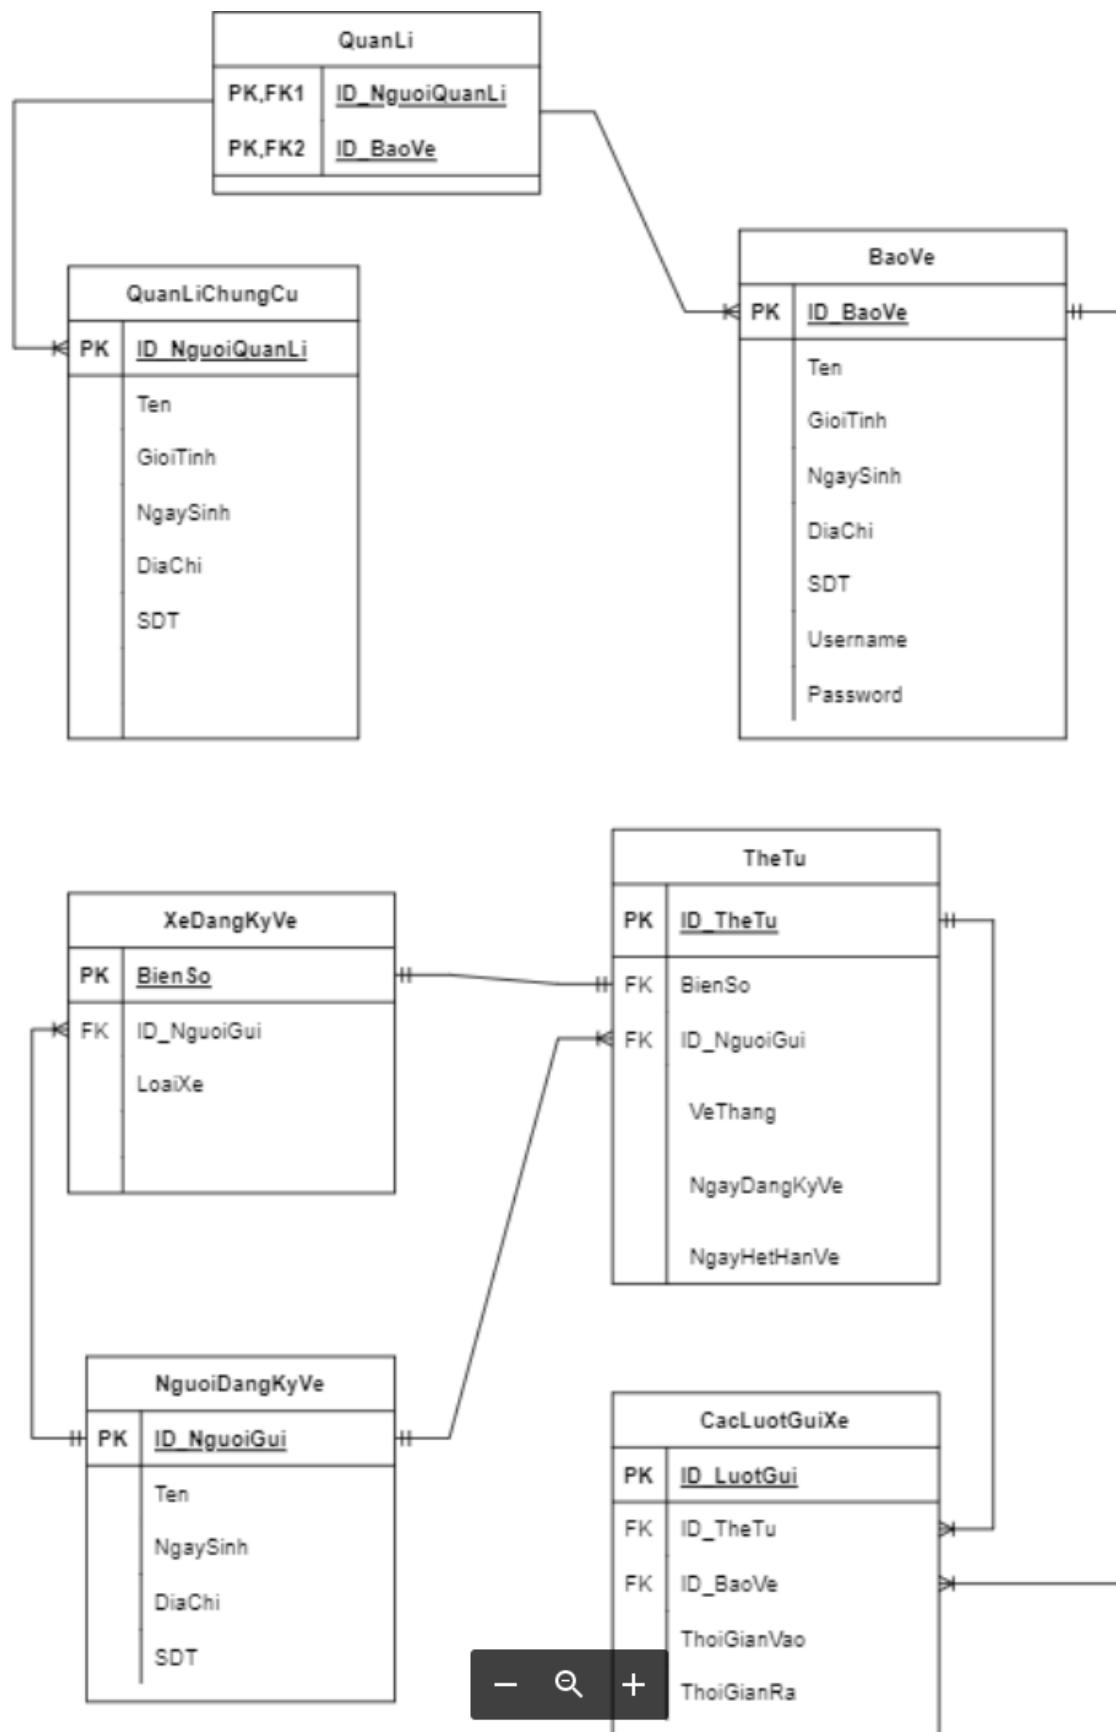 QuanLi
PK,FK1 ID_NguoiQuanLi
PK,FK2 ID_BaoVe
QuanLiChungCu
PK ID_NguoiQuanLi
Ten
GioiTinh
NgaySinh
DiaChi
SDT
BaoVe
PK ID_BaoVe
Ten
GioiTinh
NgaySinh
DiaChi
SDT
Username
Password
XeDangKyVe
PK BienSo
FK ID_NguoiGui
LoaiXe
TheTu
PK ID_TheTu
FK BienSo
FK ID_NguoiGui
VeThang
NgayDangKyVe
NgayHetHanVe
NguoiDangKyVe
PK ID_NguoiGui
Ten
NgaySinh
DiaChi
SDT
CacLuotGuiXe
PK ID_LuotGui
FK ID_TheTu
FK ID_BaoVe
ThoiGianVao
ThoiGianRa